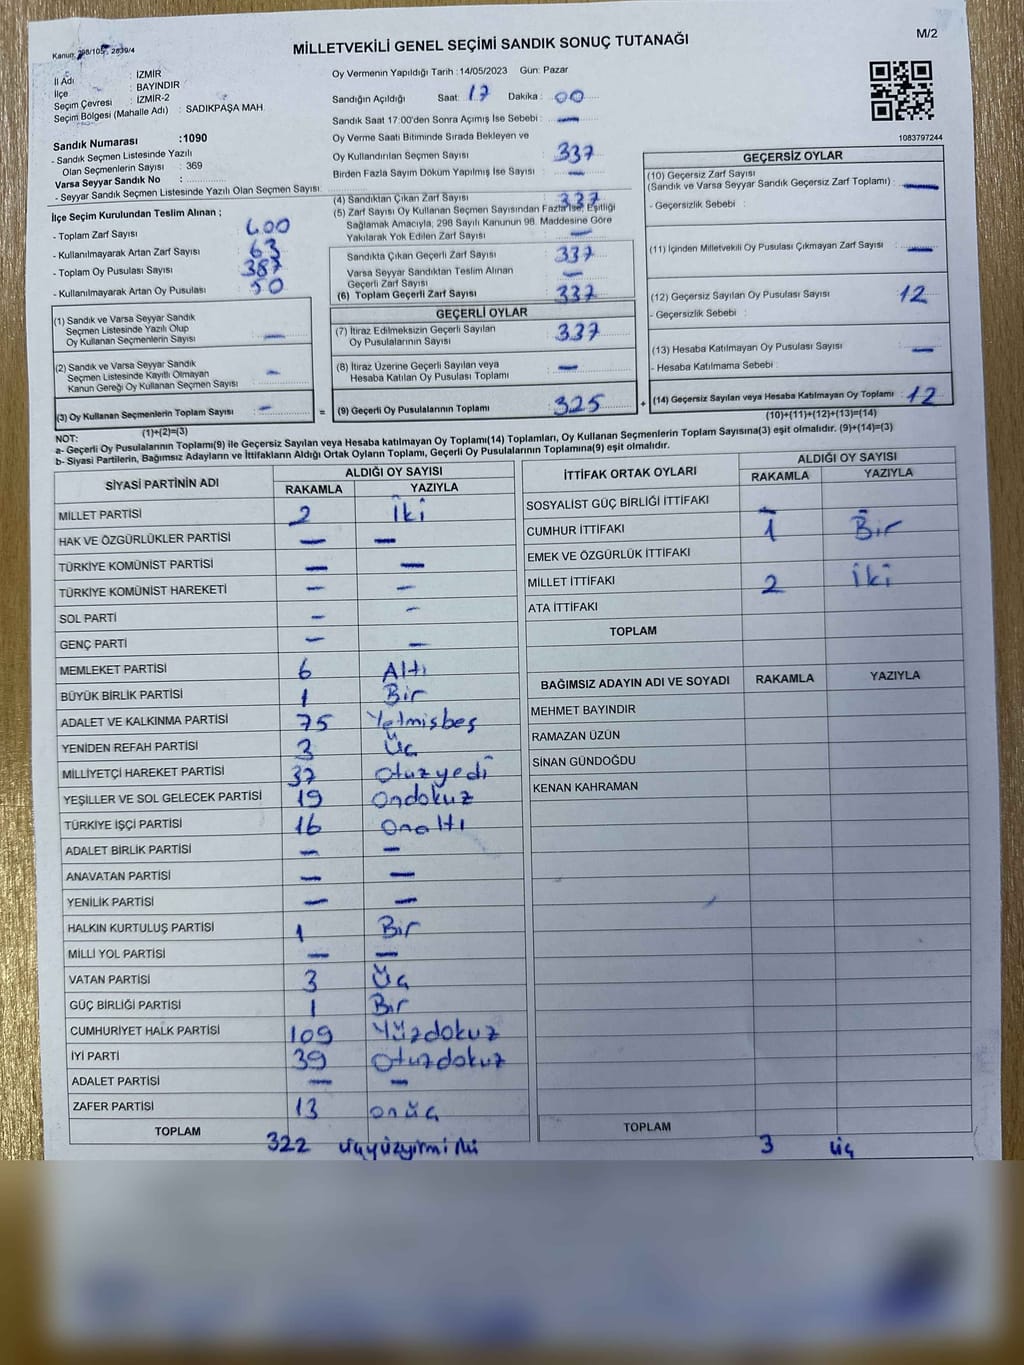 Kanun: 298/105, 2839/4
MİLLETVEKİLİ GENEL SEÇİMİ SANDIK SONUÇ TUTANAĞI
M/2
İl Adı : İZMİR
İlçe : BAYINDIR
Seçim Çevresi : İZMİR-2
Seçim Bölgesi (Mahalle Adı) : SADIKPAŞA MAH.
Sandık Numarası :1090
- Sandık Seçmen Listesinde Yazılı
Olan Seçmenlerin Sayısı : 369
Varsa Seyyar Sandık No :
- Seyyar Sandık Seçmen Listesinde Yazılı Olan Seçmen Sayısı
Oy Vermenin Yapıldığı Tarih :14/05/2023 Gün: Pazar
Sandığın Açıldığı Saat: 17 Dakika : 00
Sandık Saat 17:00'den Sonra Açımış İse Sebebi : —
Oy Verme Saati Bitiminde Sırada Bekleyen ve
Oy Kullandırılan Seçmen Sayısı : 337
Birden Fazla Sayım Döküm Yapılmış İse Sayısı : —
1083797244
İlçe Seçim Kurulundan Teslim Alınan ;
- Toplam Zarf Sayısı : 400
- Kullanılmayarak Artan Zarf Sayısı : 63
- Toplam Oy Pusulası Sayısı : 387
- Kullanılmayarak Artan Oy Pusulası : 50
(1) Sandık ve Varsa Seyyar Sandık
Seçmen Listesinde Yazılı Olup
Oy Kullanan Seçmenlerin Sayısı : —
(2) Sandık ve Varsa Seyyar Sandık
Seçmen Listesinde Kayıtlı Olmayan
Kanun Gereği Oy Kullanan Seçmen Sayısı : —
(3) Oy Kullanan Seçmenlerin Toplam Sayısı : —
(1)+(2)=(3)
(4) Sandıktan Çıkan Zarf Sayısı : 337
(5) Zarf Sayısı Oy Kullanan Seçmen Sayısından Fazla İse, Eşitliği
Sağlamak Amacıyla, 298 Sayılı Kanunun 98. Maddesine Göre
Yakılarak Yok Edilen Zarf Sayısı : —
Sandıkta Çıkan Geçerli Zarf Sayısı : 337
Varsa Seyyar Sandıktan Teslim Alınan
Geçerli Zarf Sayısı : —
(6) Toplam Geçerli Zarf Sayısı : 337
GEÇERLİ OYLAR
(7) İtiraz Edilmeksizin Geçerli Sayılan
Oy Pusulalarının Sayısı : 337
(8) İtiraz Üzerine Geçerli Sayılan veya
Hesaba Katılan Oy Pusulası Toplamı : —
= (9) Geçerli Oy Pusulalarının Toplamı : 325 +
GEÇERSİZ OYLAR
(10) Geçersiz Zarf Sayısı
(Sandık ve Varsa Seyyar Sandık Geçersiz Zarf Toplamı) : —
- Geçersizlik Sebebi :
(11) İçinden Milletvekili Oy Pusulası Çıkmayan Zarf Sayısı : —
(12) Geçersiz Sayılan Oy Pusulası Sayısı : 12
- Geçersizlik Sebebi :
(13) Hesaba Katılmayan Oy Pusulası Sayısı : —
- Hesaba Katılmama Sebebi :
(14) Geçersiz Sayılan veya Hesaba Katılmayan Oy Toplamı : 12
(10)+(11)+(12)+(13)=(14)
NOT:
a- Geçerli Oy Pusulalarının Toplamı(9) ile Geçersiz Sayılan veya Hesaba katılmayan Oy Toplamı(14) Toplamları, Oy Kullanan Seçmenlerin Toplam Sayısına(3) eşit olmalıdır. (9)+(14)=(3)
b- Siyasi Partilerin, Bağımsız Adayların ve İttifakların Aldığı Ortak Oyların Toplamı, Geçerli Oy Pusulalarının Toplamına(9) eşit olmalıdır.
SİYASİ PARTİNİN ADI ALDIĞI OY SAYISI
RAKAMLA YAZIYLA
MİLLET PARTİSİ 2 İki
HAK VE ÖZGÜRLÜKLER PARTİSİ — —
TÜRKİYE KOMÜNİST PARTİSİ — —
TÜRKİYE KOMÜNİST HAREKETİ — —
SOL PARTİ — —
GENÇ PARTİ — —
MEMLEKET PARTİSİ 6 Altı
BÜYÜK BİRLİK PARTİSİ 1 Bir
ADALET VE KALKINMA PARTİSİ 75 Yetmişbeş
YENİDEN REFAH PARTİSİ 3 Üç
MİLLİYETÇİ HAREKET PARTİSİ 37 otuzyedi
YEŞİLLER VE SOL GELECEK PARTİSİ 19 ondokuz
TÜRKİYE İŞÇİ PARTİSİ 16 onaltı
ADALET BİRLİK PARTİSİ — —
ANAVATAN PARTİSİ — —
YENİLİK PARTİSİ — —
HALKIN KURTULUŞ PARTİSİ 1 Bir
MİLLİ YOL PARTİSİ — —
VATAN PARTİSİ 3 Üç
GÜÇ BİRLİĞİ PARTİSİ 1 Bir
CUMHURİYET HALK PARTİSİ 109 Yüzdokuz
İYİ PARTİ 39 Otuzdokuz
ADALET PARTİSİ — —
ZAFER PARTİSİ 13 onüç
TOPLAM 322 üçyüzyirmi iki
İTTİFAK ORTAK OYLARI ALDIĞI OY SAYISI
RAKAMLA YAZIYLA
SOSYALİST GÜÇ BİRLİĞİ İTTİFAKI — —
CUMHUR İTTİFAKI 1 Bir
EMEK VE ÖZGÜRLÜK İTTİFAKI
MİLLET İTTİFAKI 2 İki
ATA İTTİFAKI
TOPLAM
BAĞIMSIZ ADAYIN ADI VE SOYADI RAKAMLA YAZIYLA
MEHMET BAYINDIR
RAMAZAN ÜZÜN
SİNAN GÜNDOĞDU
KENAN KAHRAMAN
TOPLAM 3 üç